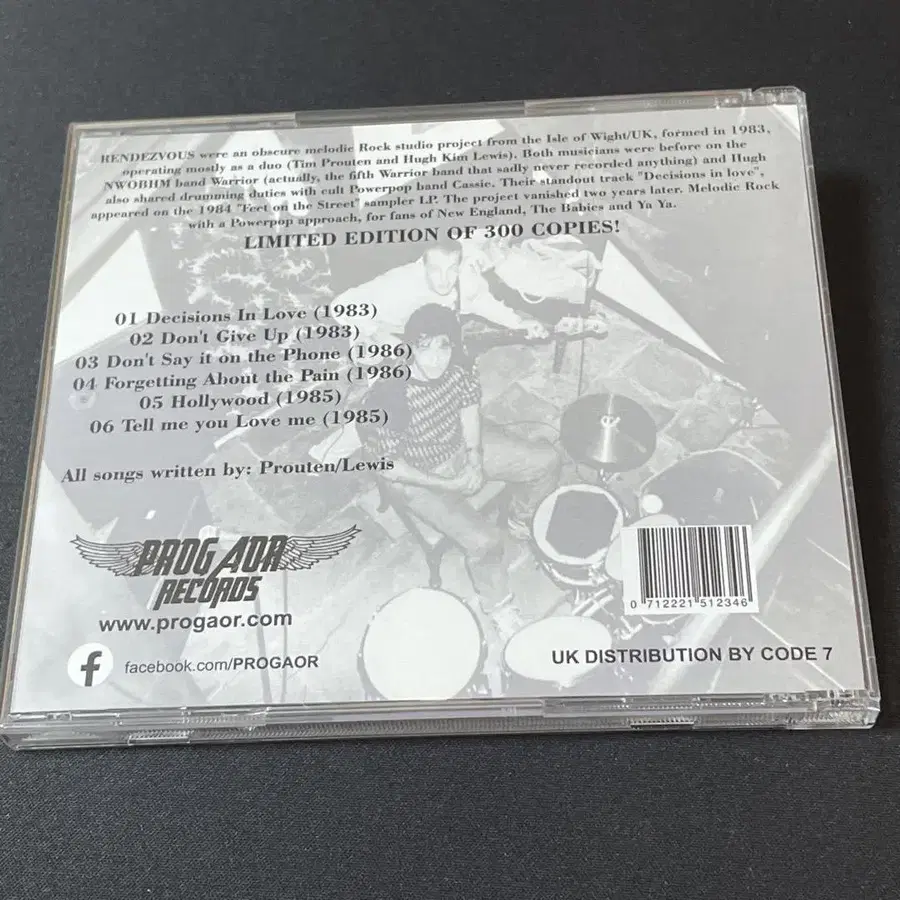 RENDEZVOUS were an obscure melodic Rock studio project from the Isle of Wight/UK, formed in 1983,
operating mostly as a duo (Tim Prouten and Hugh Kim Lewis). Both musicians were before on the
NWOBHM band Warrior (actually, the fifth Warrior band that sadly never recorded anything) and Hugh
also shared drumming duties with cult Powerpop band Cassie. Their standout track "Decisions in love",
appeared on the 1984 "Feet on the Street" sampler LP. The project vanished two years later. Melodic Rock
with a Powerpop approach, for fans of New England, The Babies and Ya Ya.
LIMITED EDITION OF 300 COPIES!
01 Decisions In Love (1983)
02 Don't Give Up (1983)
03 Don't Say it on the Phone (1986)
04 Forgetting About the Pain (1986)
05 Hollywood (1985)
06 Tell me you Love me (1985)
All songs written by: Prouten/Lewis
PROG AOR
RECORDS
www.progaor.com
f facebook.com/PROGAOR
0 712221 512346
UK DISTRIBUTION BY CODE 7